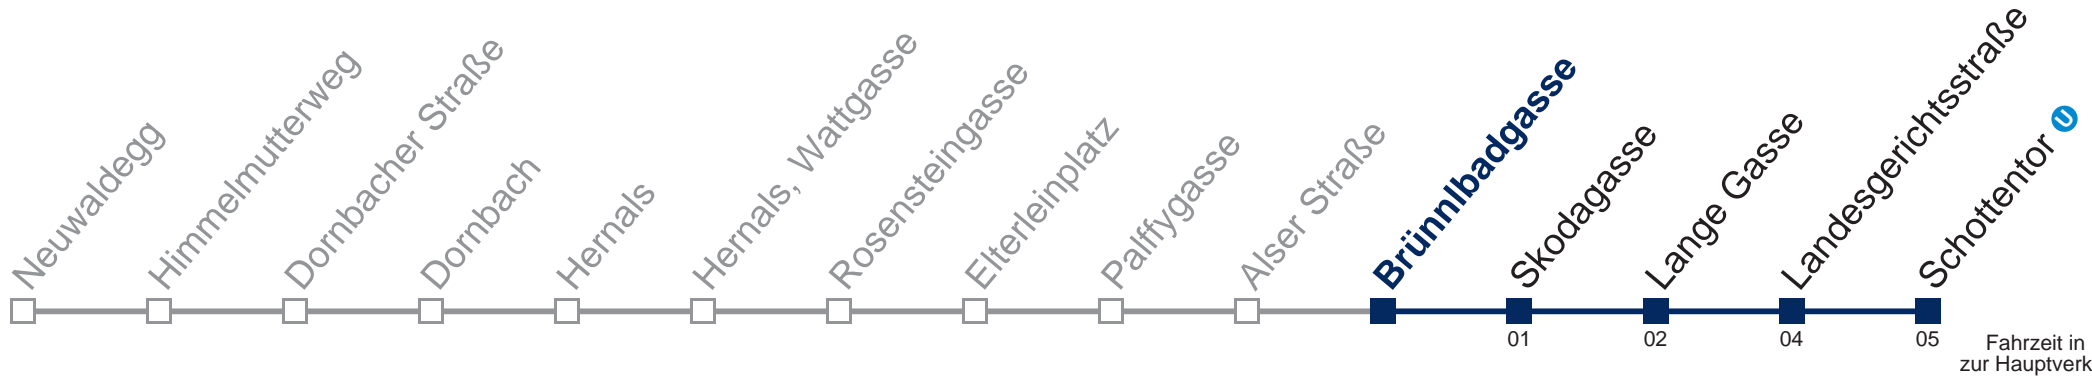 Neuwaldegg
Himmelmutterweg
Dornbacher Straße
Dornbach
Hernals
Hernals, Wattgasse
Rosensteingasse
Elterleinplatz
Palffygasse
Alser Straße
Brünnlbadgasse
Skodagasse
Lange Gasse
Landesgerichtsstraße
Schottentor U
01
02
04
05
Fahrzeit in
zur Hauptverk